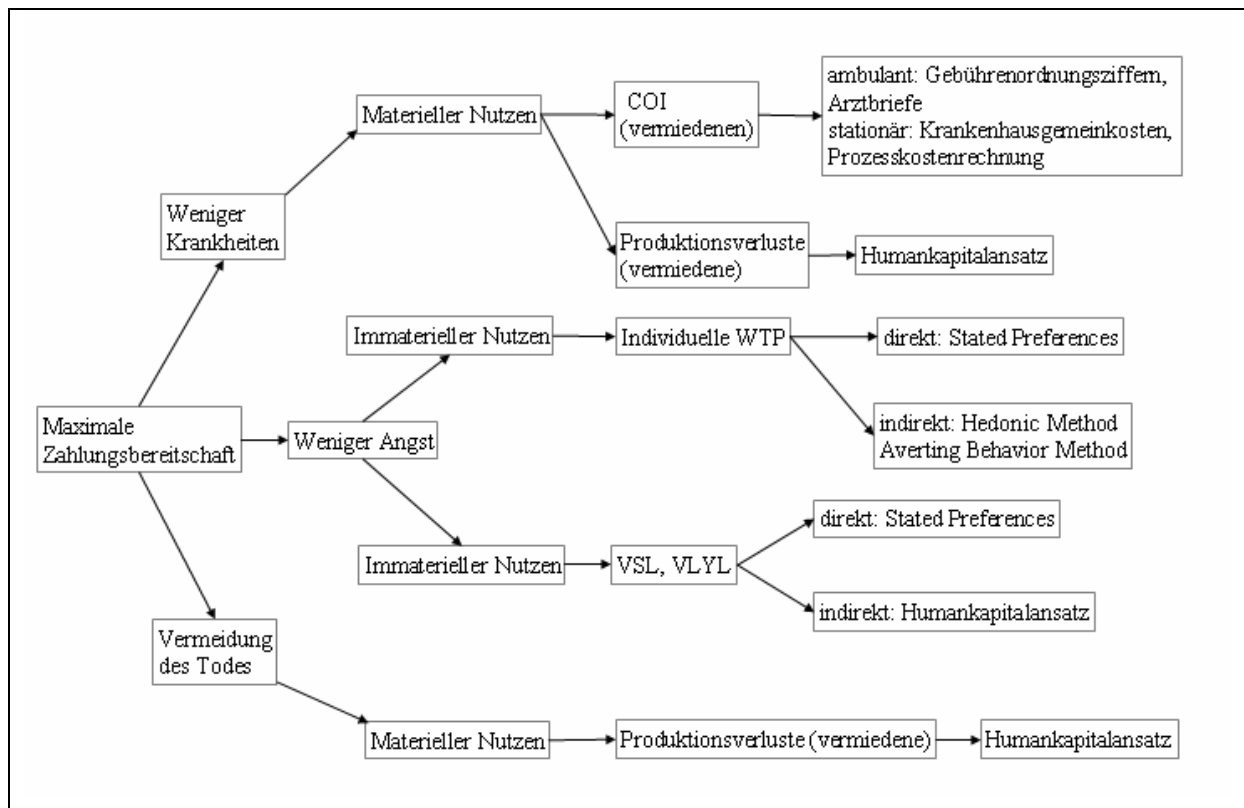 ambulant: Gebührenordnungsziffern,
Arztbriefe
stationär: Krankenhausgemeinkosten,
Prozesskostenrechnung
COI
(vermiedenen)
Materieller Nutzen
Weniger
Krankheiten
Produktionsverluste
(vermiedene)
Humankapitalansatz
Immaterieller Nutzen
Individuelle WTP
direkt: Stated Preferences
indirekt: Hedonic Method
Averting Behavior Method
Maximale
Zahlungsbereitschaft
Weniger Angst
direkt: Stated Preferences
Immaterieller Nutzen
VSL, VLYL
indirekt: Humankapitalansatz
Vermeidung
des Todes
Materieller Nutzen
Produktionsverluste (vermiedene)
Humankapitalansatz